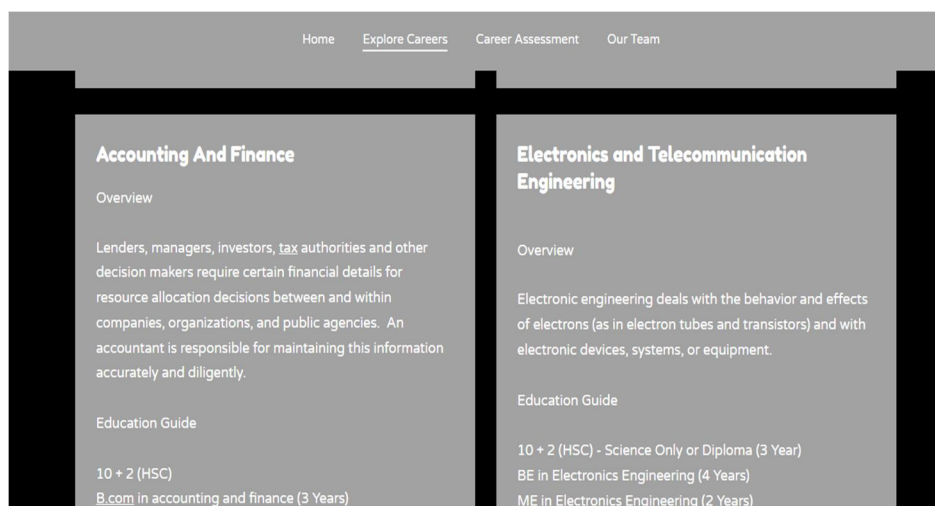 Home Explore Careers Career Assessment Our Team
Accounting And Finance
Overview
Lenders, managers, investors, tax authorities and other
decision makers require certain financial details for
resource allocation decisions between and within
companies, organizations, and public agencies. An
accountant is responsible for maintaining this information
accurately and diligently.
Education Guide
10 + 2 (HSC)
B.com in accounting and finance (3 Years)
Electronics and Telecommunication
Engineering
Overview
Electronic engineering deals with the behavior and effects
of electrons (as in electron tubes and transistors) and with
electronic devices, systems, or equipment.
Education Guide
10 + 2 (HSC) - Science Only or Diploma (3 Year)
BE in Electronics Engineering (4 Years)
ME in Electronics Engineering (2 Years)